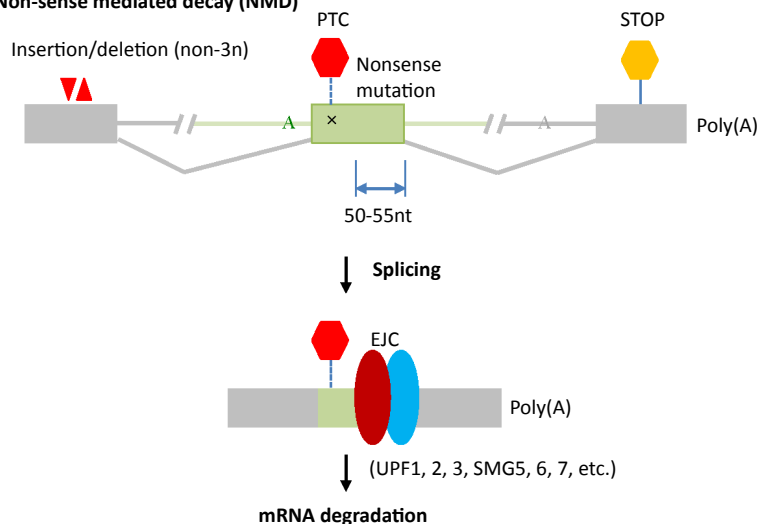 Non-sense mediated decay (NMD)
PTC
STOP
Insertion/deletion (non-3n)
Nonsense
mutation
A
×
A
Poly(A)
50-55nt
Splicing
EJC
Poly(A)
(UPF1, 2, 3, SMG5, 6, 7, etc.)
mRNA degradation